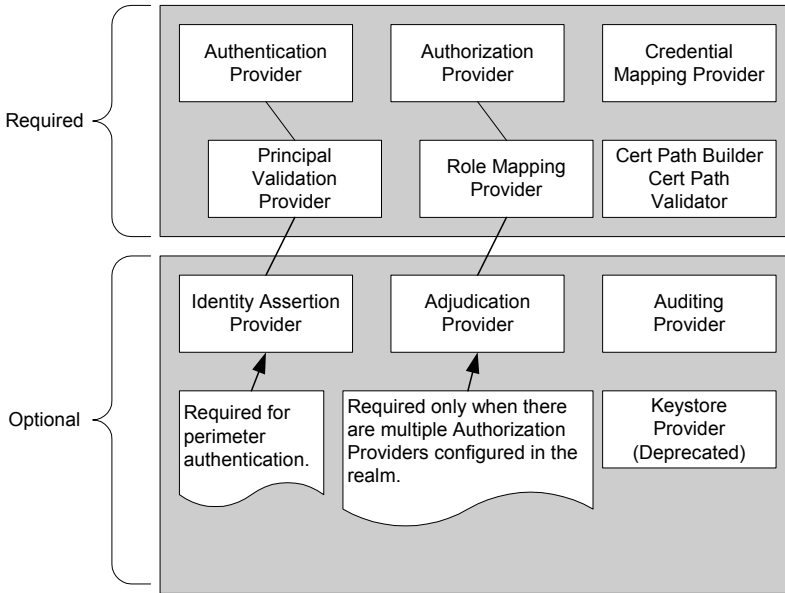 Required
Authentication
Provider
Authorization
Provider
Credential
Mapping Provider
Principal
Validation
Provider
Role Mapping
Provider
Cert Path Builder
Cert Path
Validator
Optional
Identity Assertion
Provider
Adjudication
Provider
Auditing
Provider
Required for
perimeter
authentication.
Required only when there
are multiple Authorization
Providers configured in the
realm.
Keystore
Provider
(Deprecated)